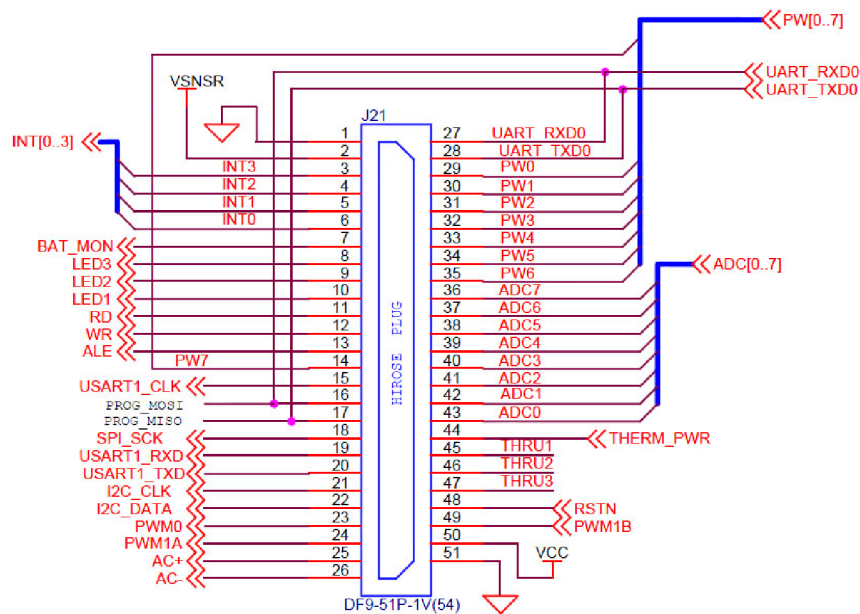 PW[0..7]
UART_RXD0
UART_TXD0
VSNSR
J21
INT[0..3]
1 27 UART_RXD0
2 28 UART_TXD0
INT3 3 29 PW0
INT2 4 30 PW1
INT1 5 31 PW2
INT0 6 32 PW3
BAT_MON 7 33 PW4
LED3 8 34 PW5
LED2 9 35 PW6
LED1 10 36 ADC7
RD 11 37 ADC6
WR 12 38 ADC5
ALE 13 39 ADC4
PW7 14 40 ADC3
USART1_CLK 15 41 ADC2
PROG_MOSI 16 42 ADC1
PROG_MISO 17 43 ADC0
SPI_SCK 18 44 THERM_PWR
USART1_RXD 19 45 THRU1
USART1_TXD 20 46 THRU2
I2C_CLK 21 47 THRU3
I2C_DATA 22 48 RSTN
PWM0 23 49 PWM1B
PWM1A 24 50 VCC
AC+ 25 51
AC- 26
ADC[0..7]
HIROSE PLUG
DF9-51P-1V(54)